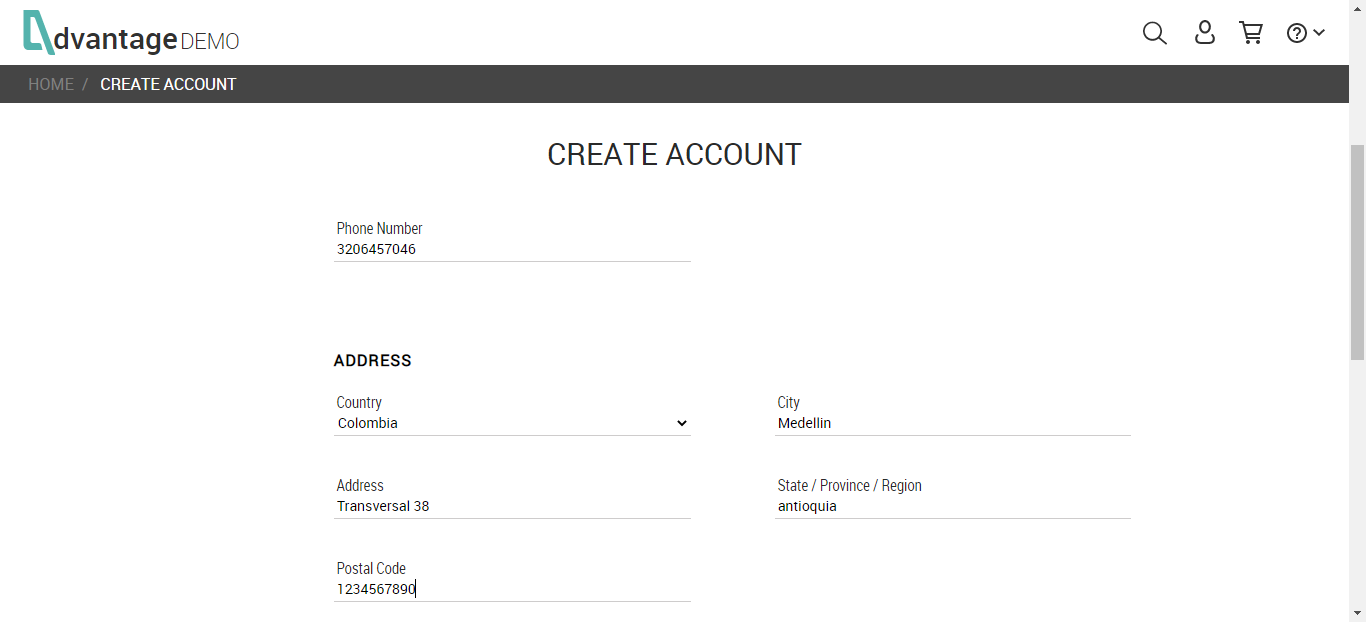 dvantage DEMO
HOME / CREATE ACCOUNT
CREATE ACCOUNT
Phone Number
3206457046
ADDRESS
Country
Colombia
City
Medellin
Address
Transversal 38
State / Province / Region
antioquia
Postal Code
1234567890